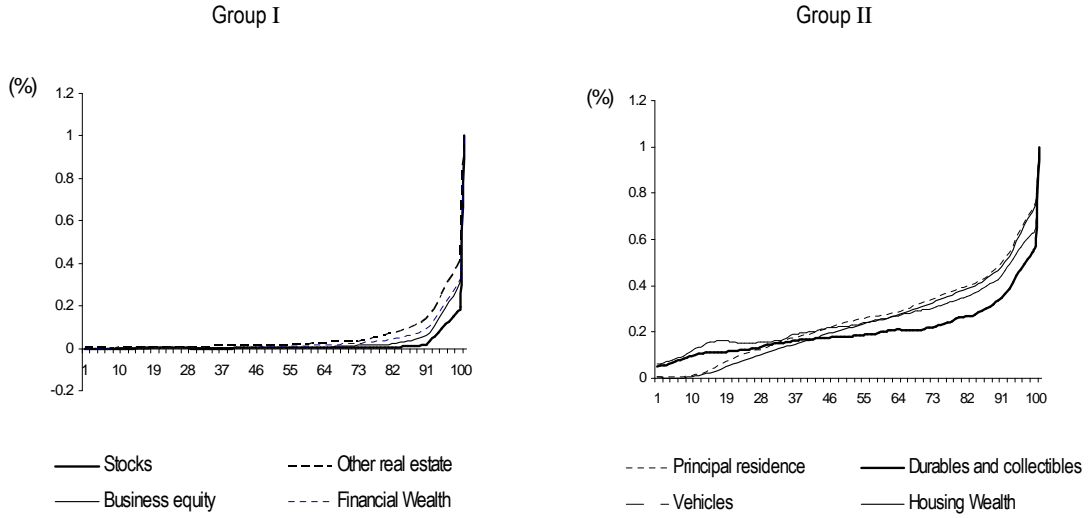 Group I
Group II
(%)
1.2
1
0.8
0.6
0.4
0.2
0
-0.2
1 10 19 28 37 46 55 64 73 82 91 100
(%)
1.2
1
0.8
0.6
0.4
0.2
0
1 10 19 28 37 46 55 64 73 82 91 100
Stocks
Other real estate
Business equity
Financial Wealth
Principal residence
Durables and collectibles
Vehicles
Housing Wealth